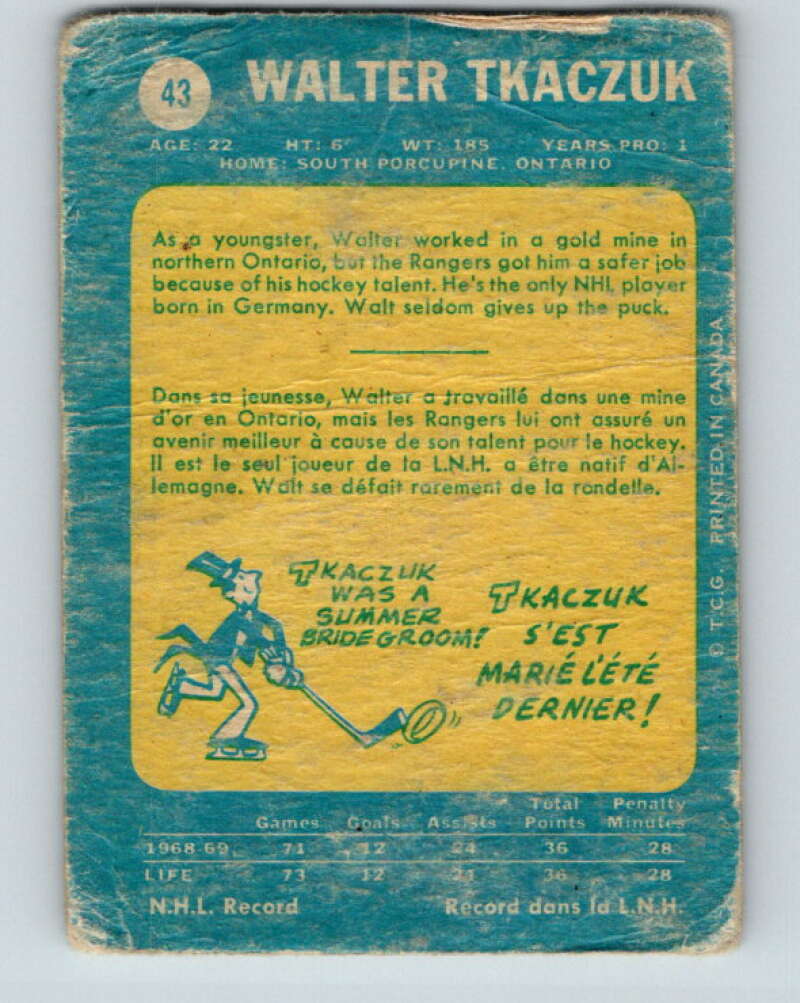 43 WALTER TKACZUK
AGE: 22 HT: 6' WT: 185 YEARS PRO: 1
HOME: SOUTH PORCUPINE, ONTARIO
As a youngster, Walter worked in a gold mine in
northern Ontario, but the Rangers got him a safer job
because of his hockey talent. He's the only NHL player
born in Germany. Walt seldom gives up the puck.
Dans sa jeunesse, Walter a travaillé dans une mine
d'or en Ontario, mais les Rangers lui ont assuré un
avenir meilleur à cause de son talent pour le hockey.
Il est le seul joueur de la L.N.H. a être natif d'Al-
lemagne. Walt se défait rarement de la rondelle.
TKACZUK
WAS A
SUMMER
BRIDEGROOM!
TKACZUK
S'EST
MARIÉ L'ÉTÉ
DERNIER!
© T.C.G. PRINTED IN CANADA
Total Penalty
Games Goals Assists Points Minutes
1968-69 71 12 24 36 28
LIFE 73 12 24 36 28
N.H.L. Record Record dans la L.N.H.